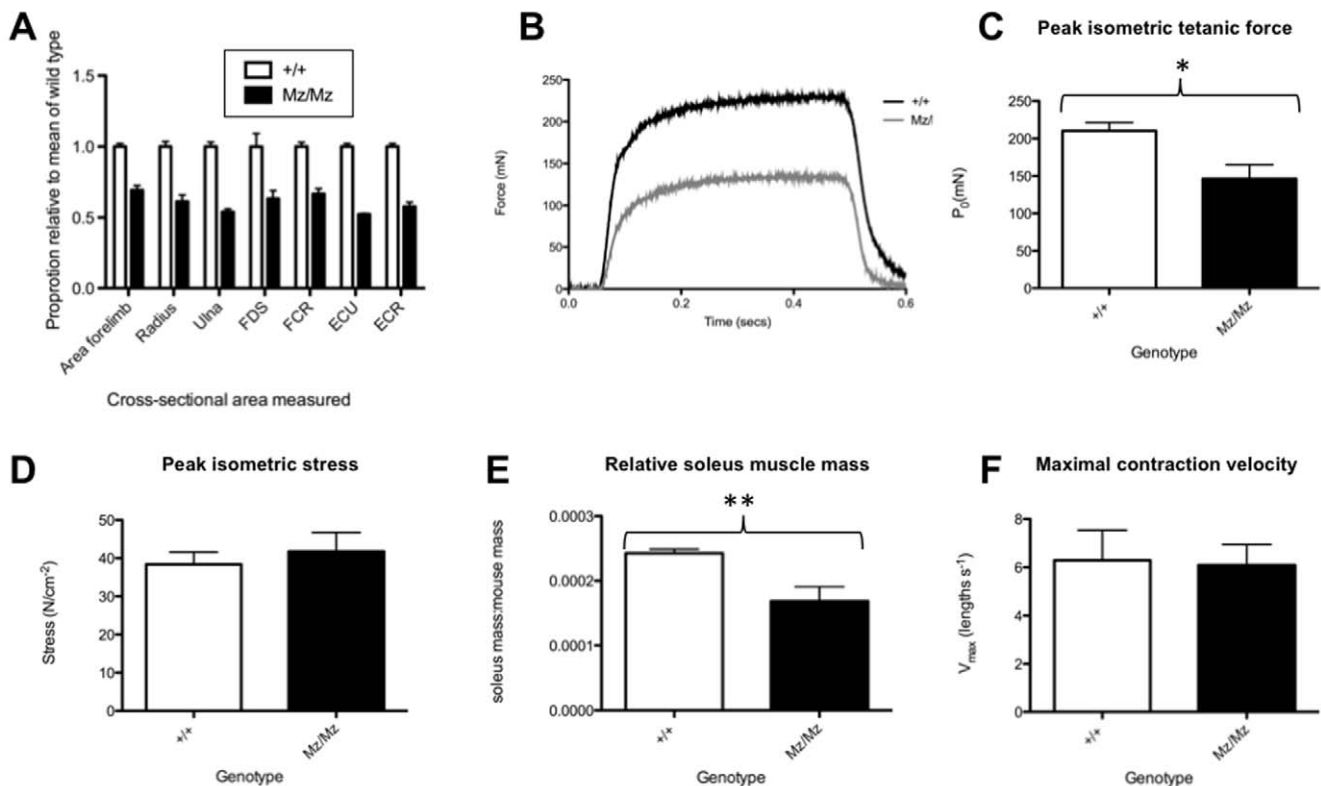 A
Proprotion relative to mean of wild type
1.5
1.0
0.5
0.0
+/+
Mz/Mz
Area forelimb
Radius
Ulna
FDS
FCR
ECU
ECR
Cross-sectional area measured
B
Force (mN)
250
200
150
100
50
0
0.0
0.2
0.4
0.6
Time (secs)
+/+
Mz/
C
Peak isometric tetanic force
*
P0(mN)
250
200
150
100
50
0
+/+
Mz/Mz
Genotype
D
Peak isometric stress
Stress (N/cm-2)
50
40
30
20
10
0
+/+
Mz/Mz
Genotype
E
Relative soleus muscle mass
**
soleus mass:mouse mass
0.0003
0.0002
0.0001
0.0000
+/+
Mz/Mz
Genotype
F
Maximal contraction velocity
Vmax (lengths s-1)
8
6
4
2
0
+/+
Mz/Mz
Genotype